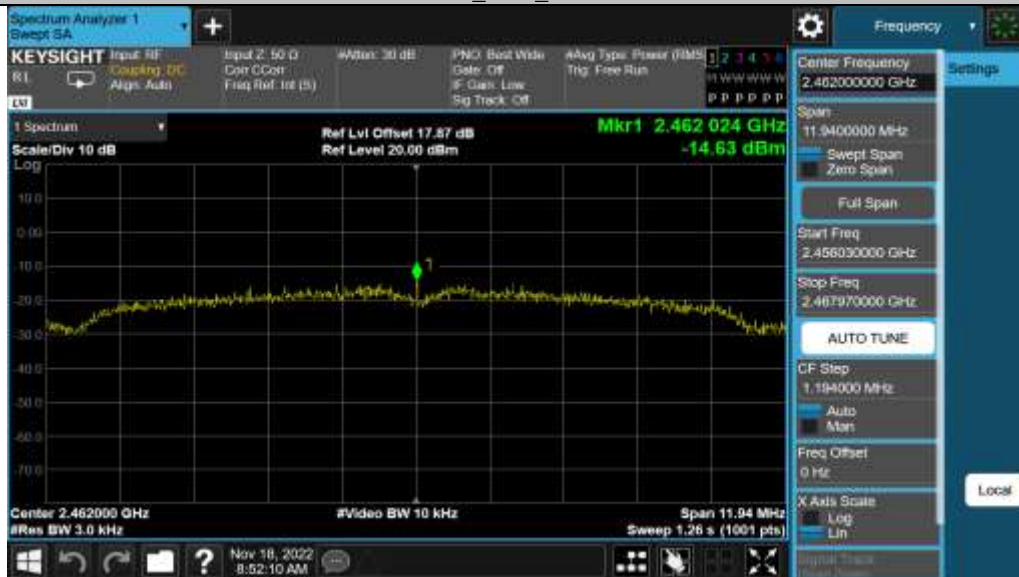 Spectrum Analyzer 1
Swept SA
+
Frequency
KEYSIGHT
Input: RF
Coupling: DC
Align: Auto
RL
LXI
Input Z: 50 Ω
Corr CCorr
Freq Ref: Int (S)
#Atten: 30 dB
PNO: Best Wide
Gate: Off
IF Gain: Low
Sig Track: Off
#Avg Type: Power (RMS)
Trig: Free Run
1 2 3 4 5 6
M W W W W W
P P P P P P
Center Frequency
2.462000000 GHz
Settings
Span
11.9400000 MHz
Swept Span
Zero Span
Full Span
Start Freq
2.456030000 GHz
Stop Freq
2.467970000 GHz
AUTO TUNE
CF Step
1.194000 MHz
Auto
Man
Freq Offset
0 Hz
X Axis Scale
Log
Lin
Local
1 Spectrum
Scale/Div 10 dB
Log
Ref Lvl Offset 17.87 dB
Ref Level 20.00 dBm
Mkr1 2.462 024 GHz
-14.63 dBm
10.0
0.00
-10.0
1
-20.0
-30.0
-40.0
-60.0
-70.0
Center 2.462000 GHz
#Res BW 3.0 kHz
#Video BW 10 kHz
Span 11.94 MHz
Sweep 1.26 s (1001 pts)
?
Nov 18, 2022
8:52:10 AM